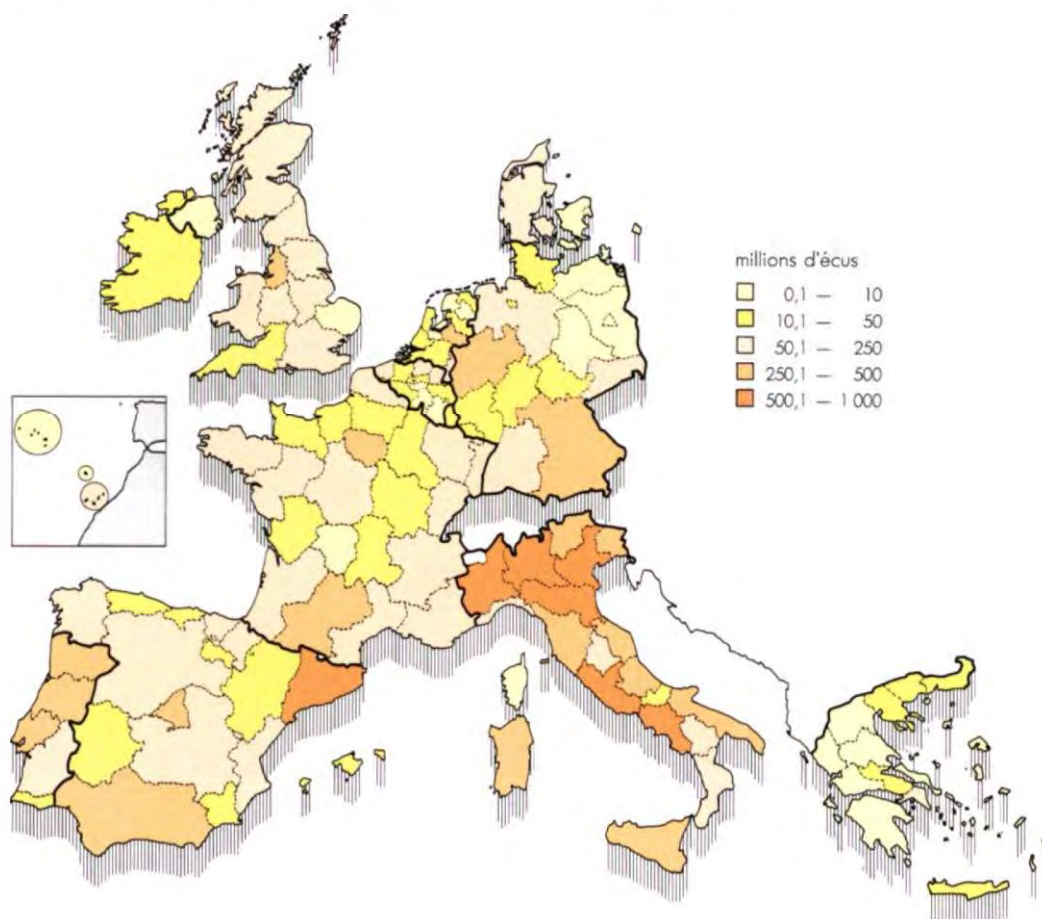 millions d'écus
0,1 — 10
10,1 — 50
50,1 — 250
250,1 — 500
500,1 — 1 000